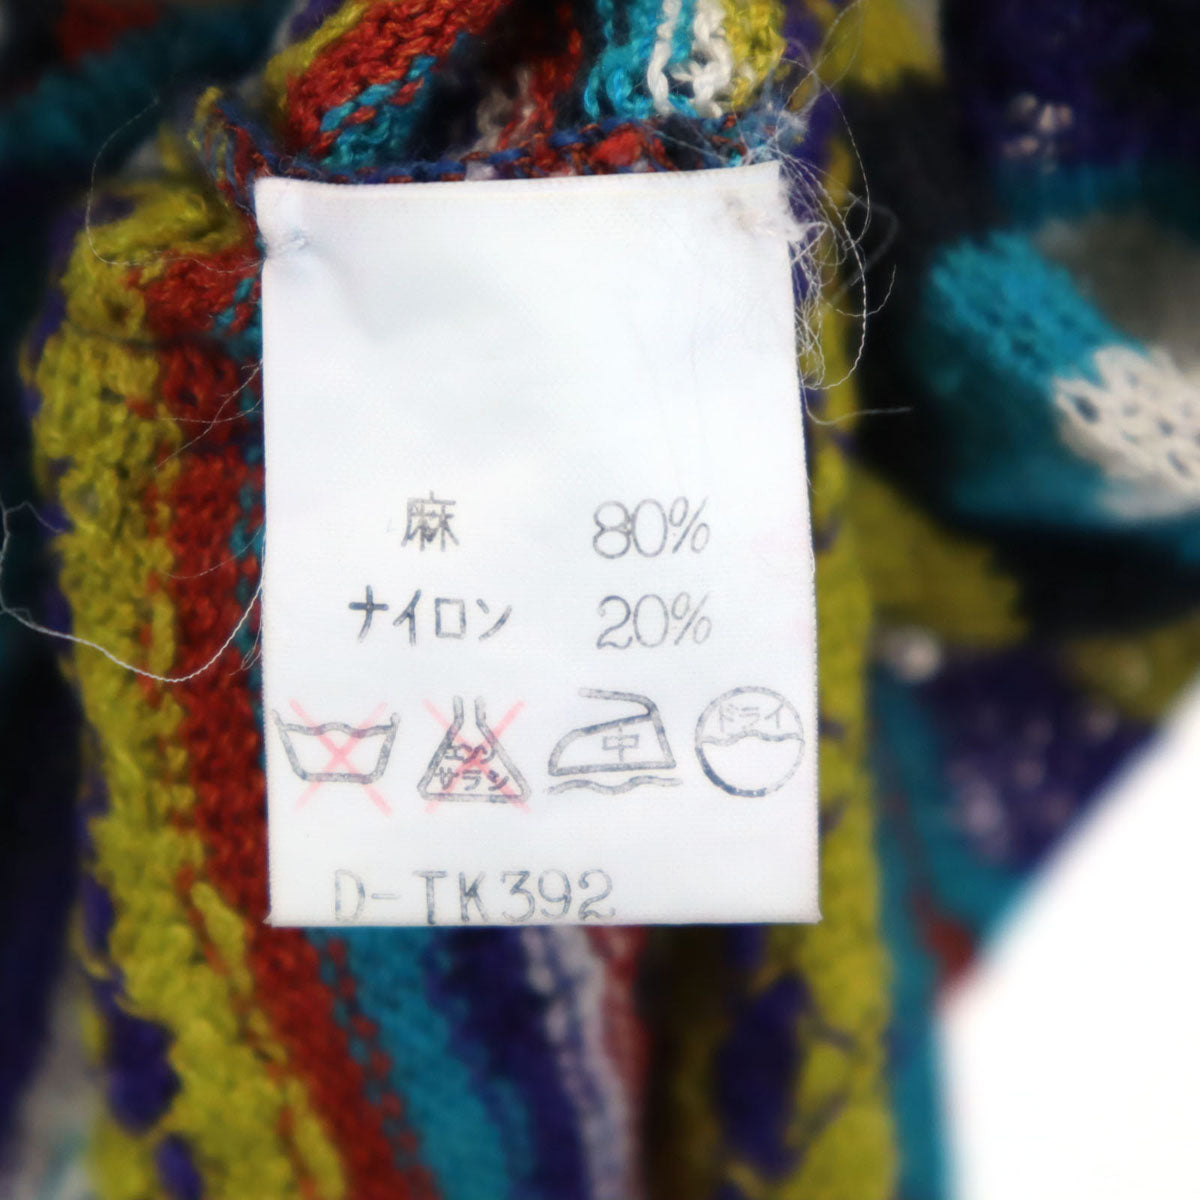 麻 80%
ナイロン 20%
エンソ サラシ 中 ドライ
D-TK392